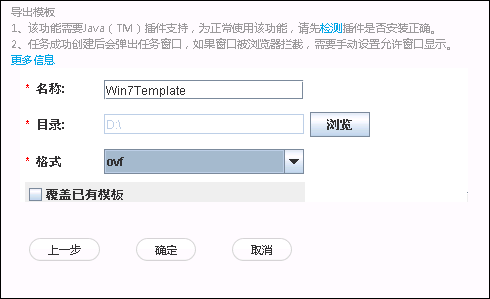 导出模板
1、该功能需要Java（TM）插件支持，为正常使用该功能，请先检测插件是否安装正确。
2、任务成功创建后会弹出任务窗口，如果窗口被浏览器拦截，需要手动设置允许窗口显示。
更多信息
* 名称: Win7Template
* 目录: D:\ 浏览
* 格式 ovf
覆盖已有模板
上一步 确定 取消